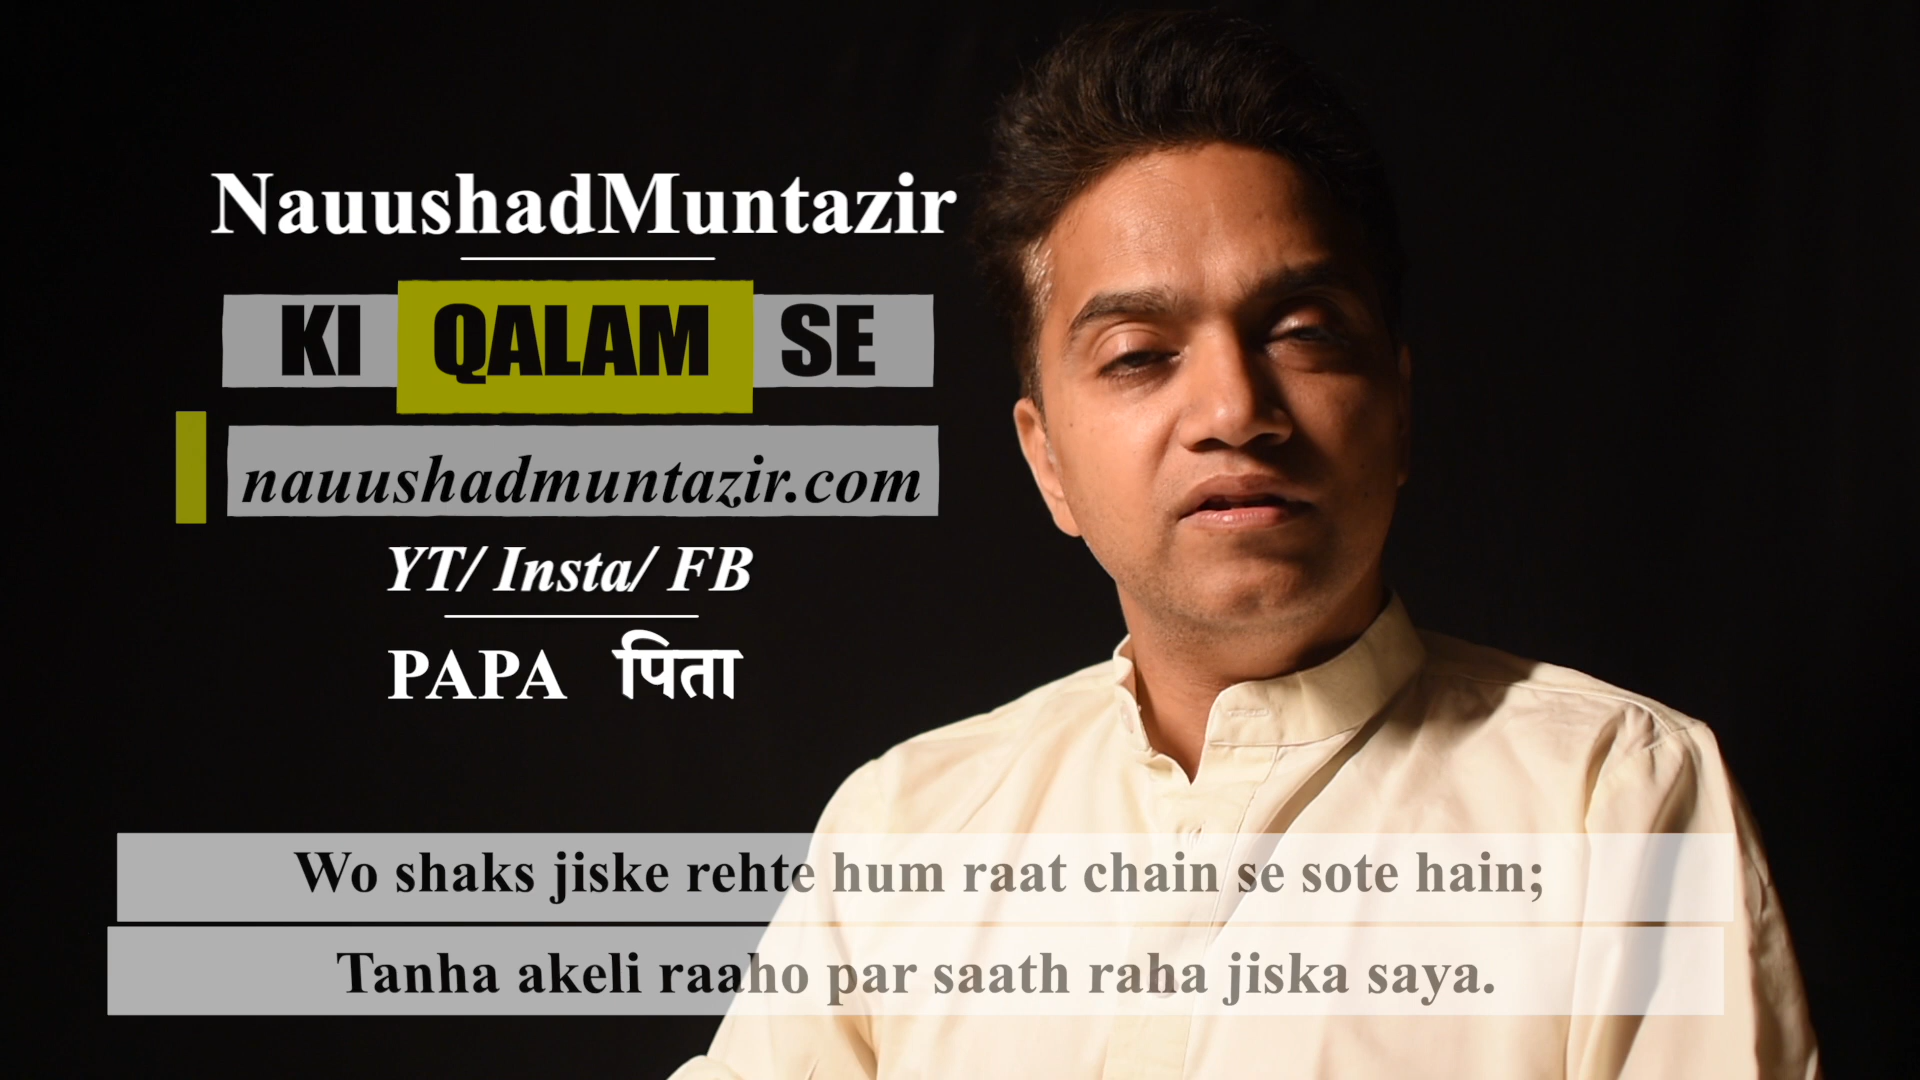 NauushadMuntazir
KI QALAM SE
nauushadmuntazir.com
YT/ Insta/ FB
PAPA पिता
Wo shaks jiske rehte hum raat chain se sote hain;
Tanha akeli raaho par saath raha jiska saya.